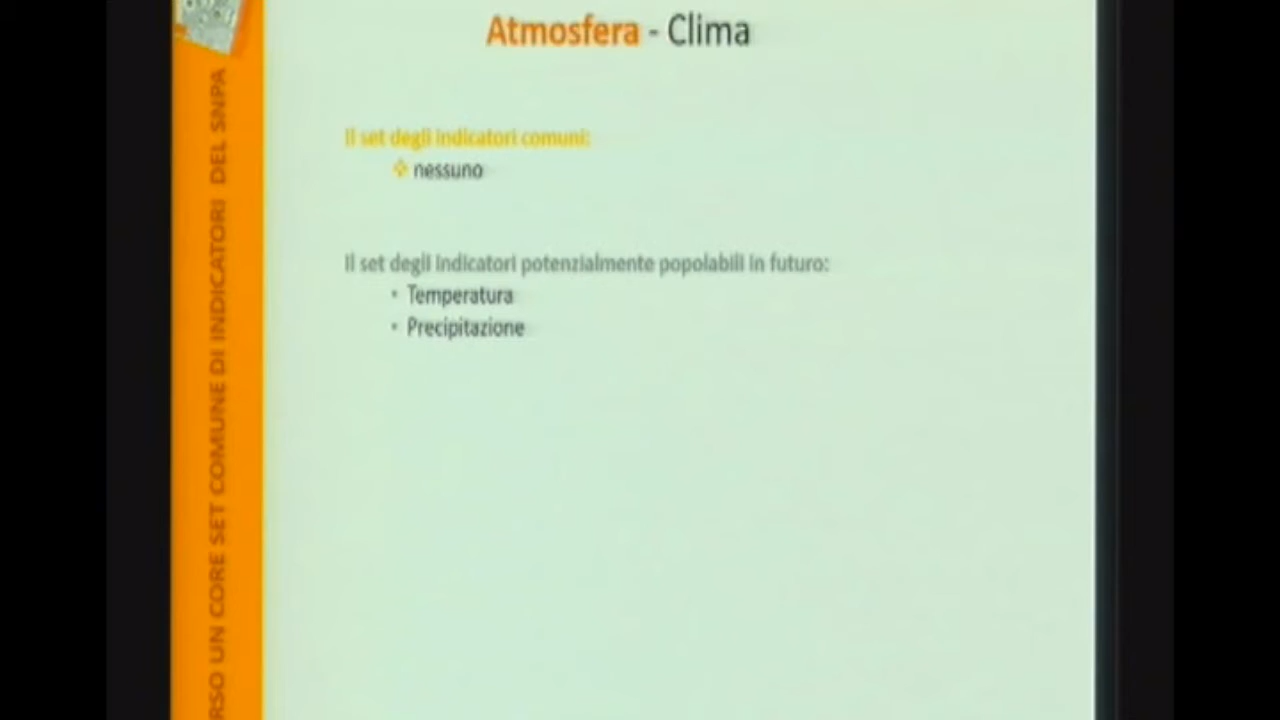 Atmosfera - Clima
Il set degli indicatori comuni:
nessuno
Il set degli indicatori potenzialmente popolabili in futuro:
Temperatura
Precipitazione
RSO UN CORE SET COMUNE DI INDICATORI DEL SNPA